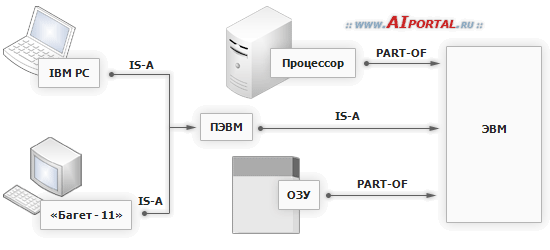 :: www.AIPORTAL.RU ::
IBM PC
IS-A
Процессор
PART-OF
ПЭВМ
IS-A
ЭВМ
«Багет - 11»
IS-A
ОЗУ
PART-OF